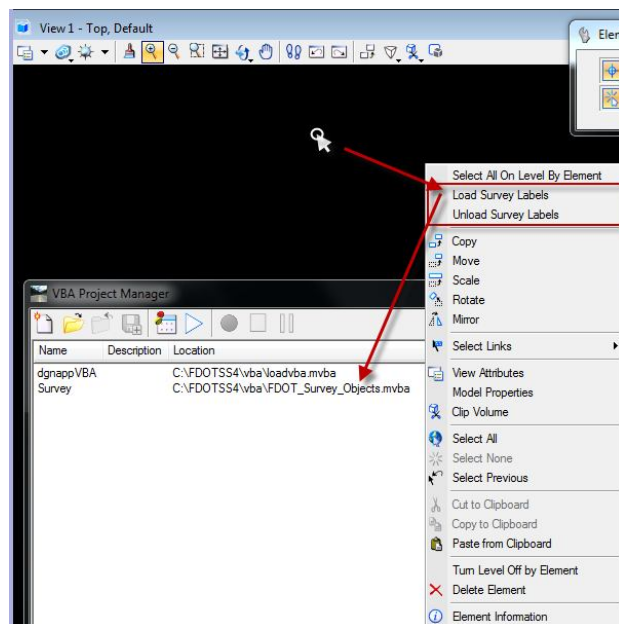 View 1 - Top, Default
Elen
Select All On Level By Element
Load Survey Labels
Unload Survey Labels
Copy
Move
Scale
Rotate
Mirror
Select Links
View Attributes
Model Properties
Clip Volume
Select All
Select None
Select Previous
Cut to Clipboard
Copy to Clipboard
Paste from Clipboard
Turn Level Off by Element
Delete Element
Element Information
VBA Project Manager
Name Description Location
dgnappVBA C:\FDOTSS4\vba\loadvba.mvba
Survey C:\FDOTSS4\vba\FDOT_Survey_Objects.mvba